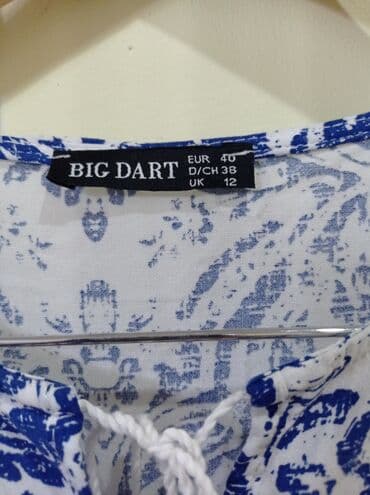 BIG DART
EUR 40
D/CH 38
UK 12